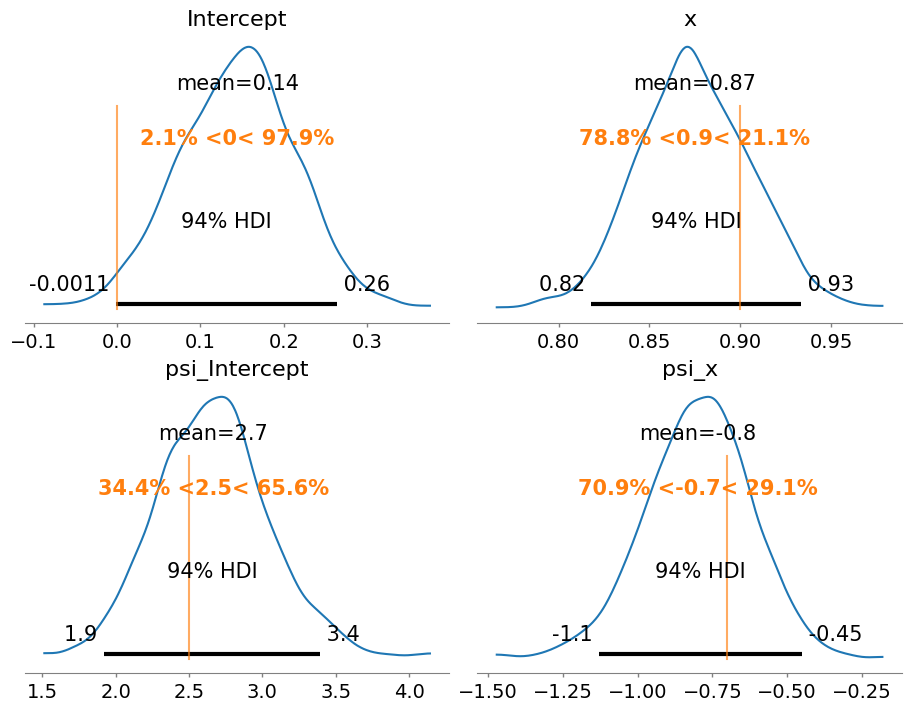 Intercept
mean=0.14
2.1% <0< 97.9%
94% HDI
-0.0011 0.26
−0.1 0.0 0.1 0.2 0.3
x
mean=0.87
78.8% <0.9< 21.1%
94% HDI
0.82 0.93
0.80 0.85 0.90 0.95
psi_Intercept
mean=2.7
34.4% <2.5< 65.6%
94% HDI
1.9 3.4
1.5 2.0 2.5 3.0 3.5 4.0
psi_x
mean=-0.8
70.9% <-0.7< 29.1%
94% HDI
-1.1 -0.45
−1.50 −1.25 −1.00 −0.75 −0.50 −0.25